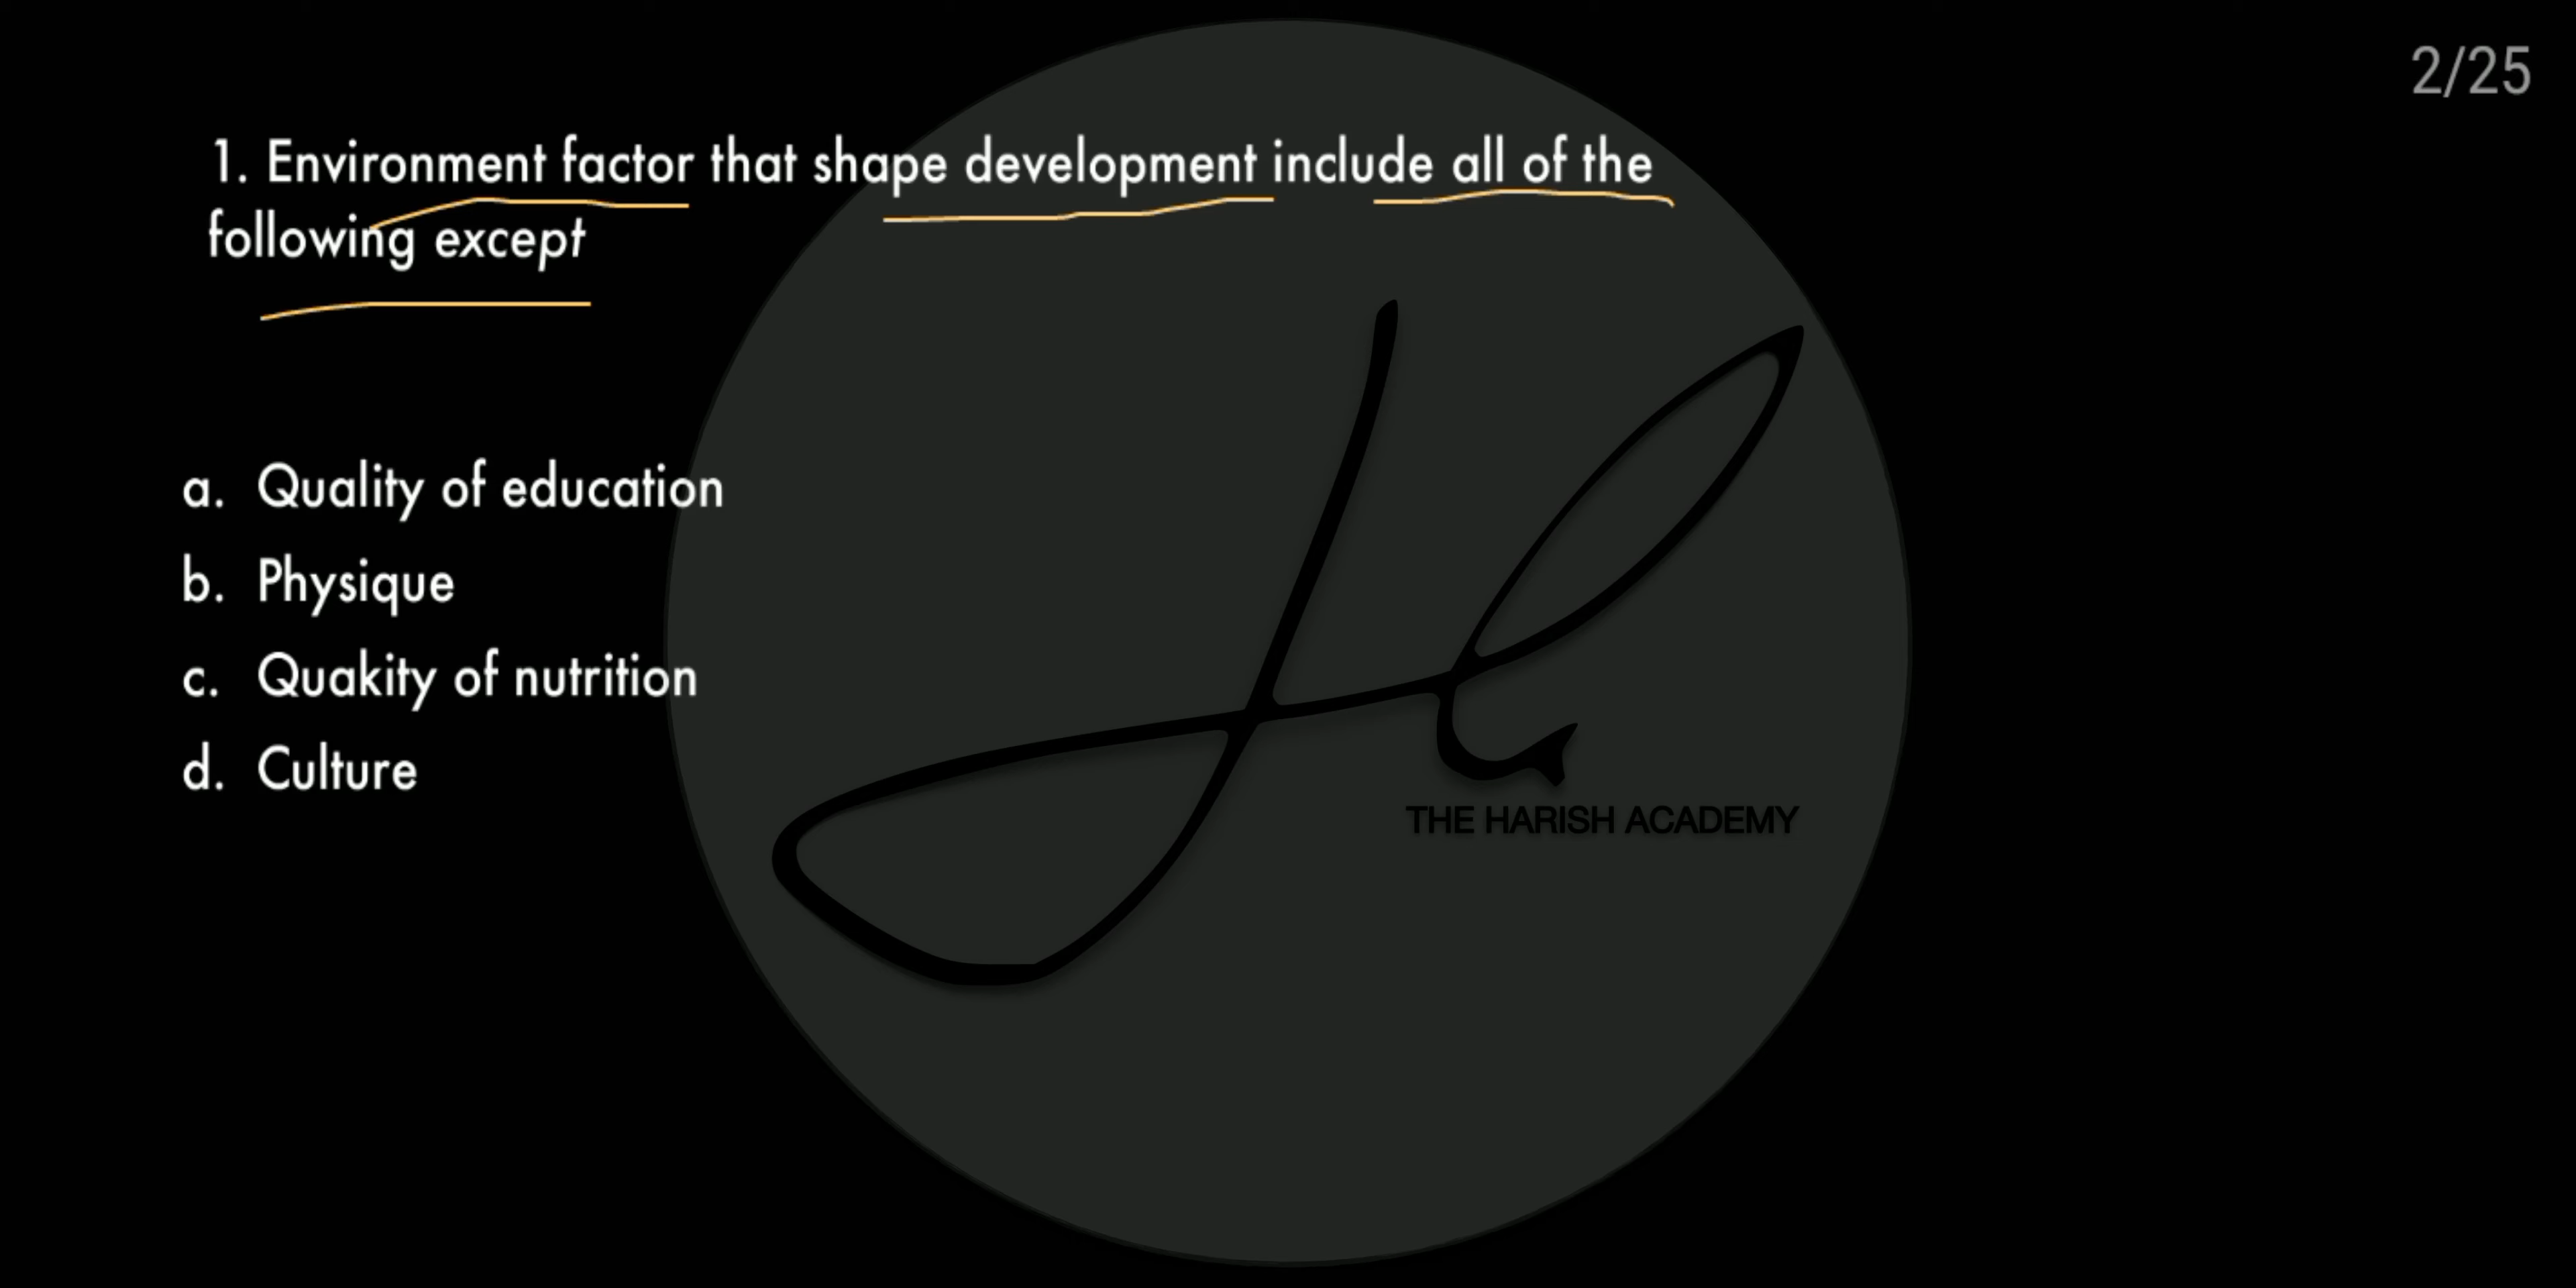 2/25
1. Environment factor that shape development include all of the
following except
a. Quality of education
b. Physique
c. Quakity of nutrition
d. Culture
THE HARISH ACADEMY